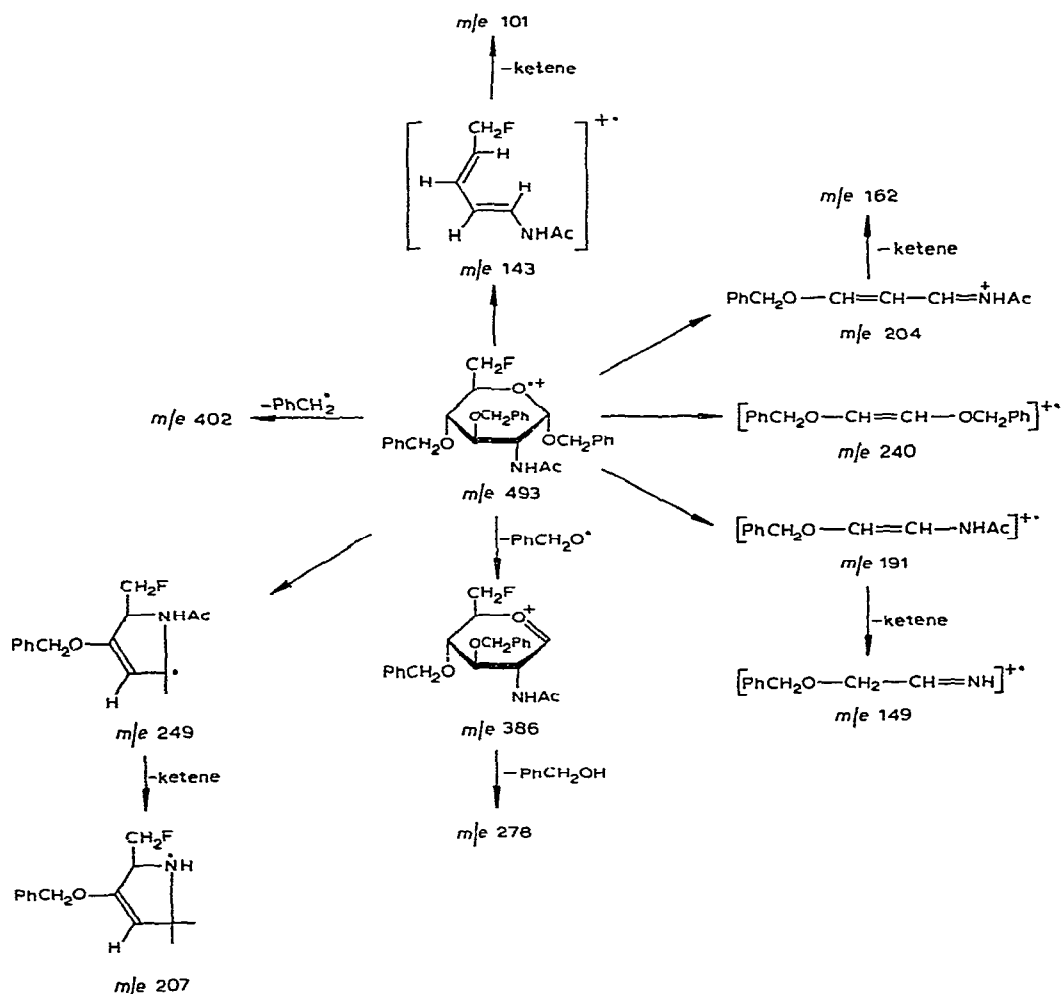 m/e 101
-ketene
+•
CH2F
H
H
H
H
NHAc
m/e 143
m/e 162
-ketene
PhCH2O—CH=CH—CH=N+HAc
m/e 204
CH2F
O•+
OCH2Ph
PhCH2O
OCH2Ph
NHAc
m/e 493
-PhCH2•
m/e 402
[PhCH2O—CH=CH—OCH2Ph]+•
m/e 240
-PhCH2O•
[PhCH2O—CH=CH—NHAc]+•
m/e 191
-ketene
[PhCH2O—CH2—CH=NH]+•
m/e 149
CH2F
NHAc
PhCH2O
•
H
m/e 249
-ketene
CH2F
O+
OCH2Ph
PhCH2O
NHAc
m/e 386
-PhCH2OH
m/e 278
CH2F
•NH
PhCH2O
H
m/e 207